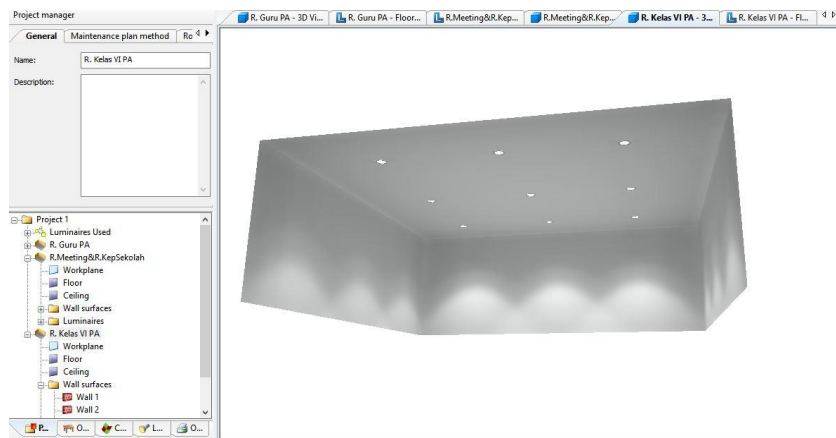 Project manager
General Maintenance plan method Ro
Name: R. Kelas VI PA
Description:
Project 1
Luminaires Used
R. Guru PA
R.Meeting&R.KepSekolah
Workplane
Floor
Ceiling
Wall surfaces
Luminaires
R. Kelas VI PA
Workplane
Floor
Ceiling
Wall surfaces
Wall 1
Wall 2
P... O... C... L... O...
R. Guru PA - 3D Vi... R. Guru PA - Floor... R.Meeting&R.Kep... R.Meeting&R.Kep... R. Kelas VI PA - 3... R. Kelas VI PA - Fl...